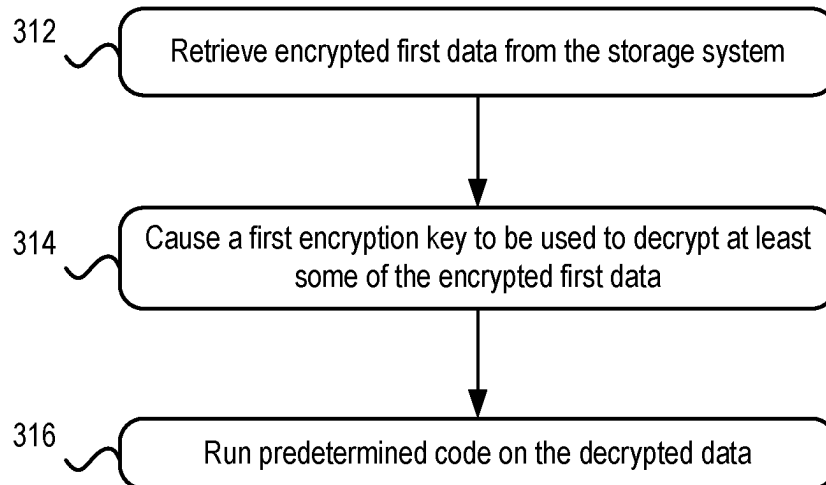 312
Retrieve encrypted first data from the storage system
314
Cause a first encryption key to be used to decrypt at least
some of the encrypted first data
316
Run predetermined code on the decrypted data